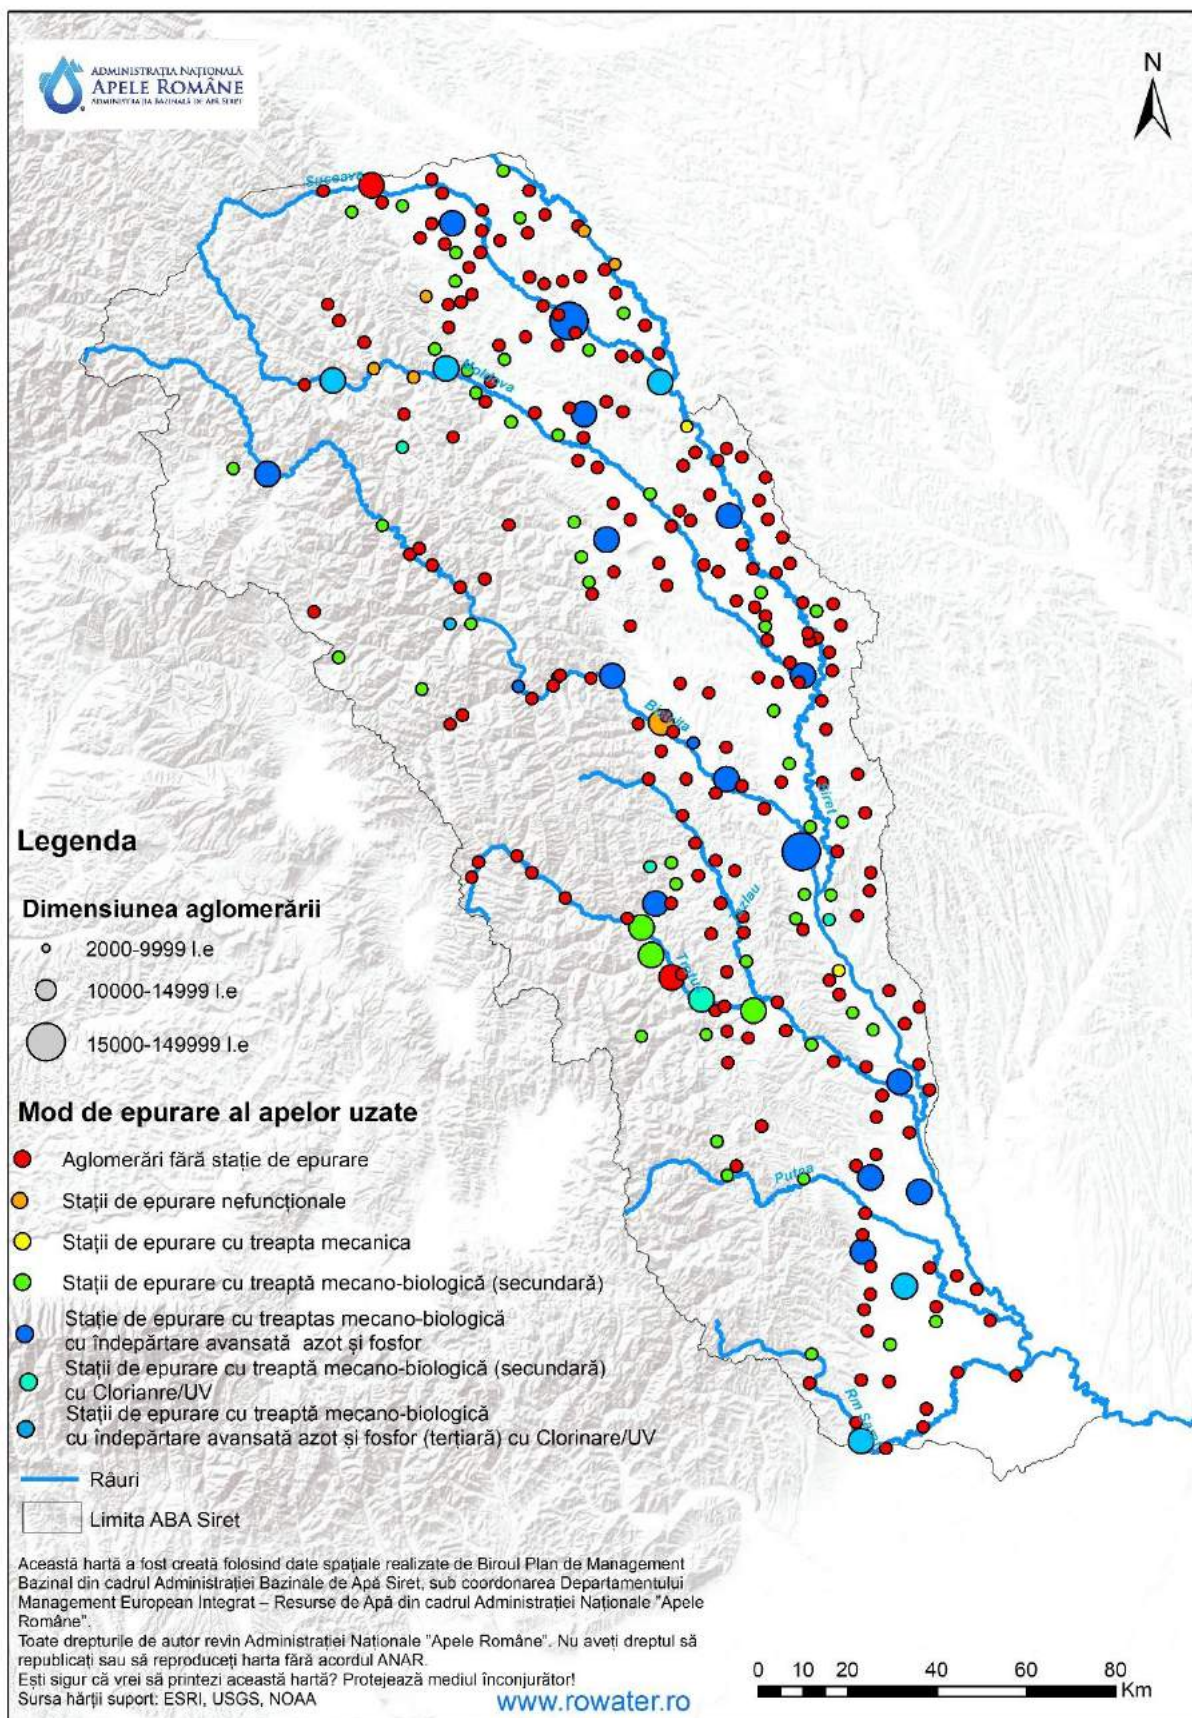 ADMINISTRAȚIA NAȚIONALĂ
APELE ROMÂNE
ADMINISTRAȚIA BAZINALĂ DE APĂ SIRET
N
Suceava
Moldova
Bistrița
Siret
Tazlau
Trotuș
Putna
Rm Sarat
Legenda
Dimensiunea aglomerării
2000-9999 l.e
10000-14999 l.e
15000-149999 l.e
Mod de epurare al apelor uzate
Aglomerări fără stație de epurare
Stații de epurare nefuncționale
Stații de epurare cu treapta mecanica
Stații de epurare cu treaptă mecano-biologică (secundară)
Stație de epurare cu treaptas mecano-biologică
cu îndepărtare avansată azot și fosfor
Stații de epurare cu treaptă mecano-biologică (secundară)
cu Clorianre/UV
Stații de epurare cu treaptă mecano-biologică
cu îndepărtare avansată azot și fosfor (terțiară) cu Clorinare/UV
Râuri
Limita ABA Siret
Această hartă a fost creată folosind date spațiale realizate de Biroul Plan de Management
Bazinal din cadrul Administrației Bazinale de Apă Siret, sub coordonarea Departamentului
Management European Integrat – Resurse de Apă din cadrul Administrației Naționale "Apele
Române".
Toate drepturile de autor revin Administrației Naționale "Apele Române". Nu aveți dreptul să
republicați sau să reproduceți harta fără acordul ANAR.
Ești sigur că vrei să printezi această hartă? Protejează mediul înconjurător!
Sursa hărții suport: ESRI, USGS, NOAA
www.rowater.ro
0 10 20 40 60 80
Km